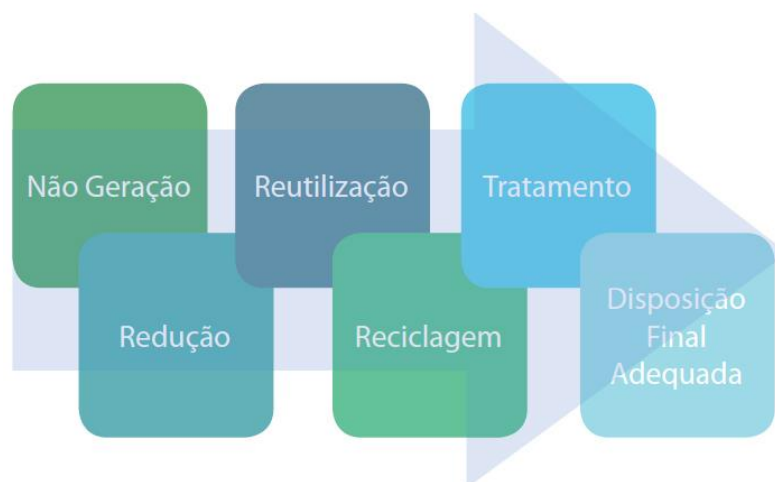 Não Geração
Redução
Reutilização
Reciclagem
Tratamento
Disposição
Final
Adequada